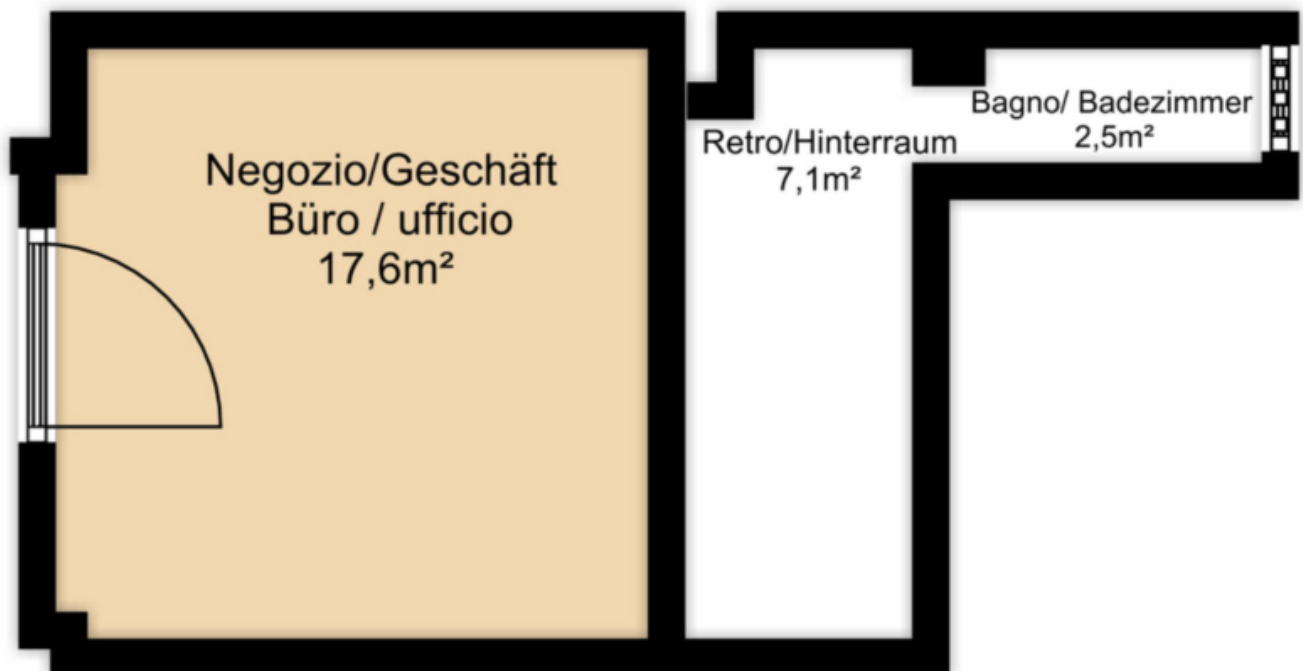 Negozio/Geschäft
Büro / ufficio
17,6m²
Retro/Hinterraum
7,1m²
Bagno/ Badezimmer
2,5m²